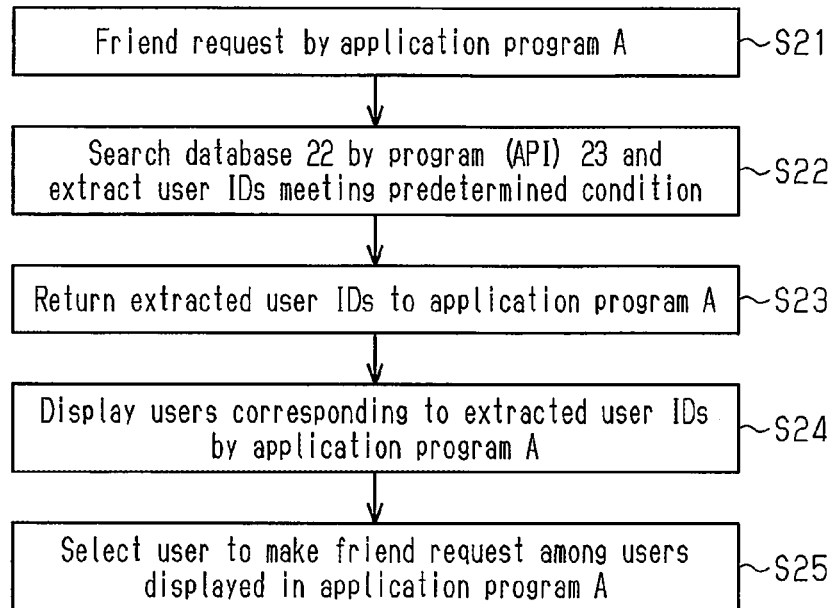 Friend request by application program A
S21
Search database 22 by program (API) 23 and
extract user IDs meeting predetermined condition
S22
Return extracted user IDs to application program A
S23
Display users corresponding to extracted user IDs
by application program A
S24
Select user to make friend request among users
displayed in application program A
S25